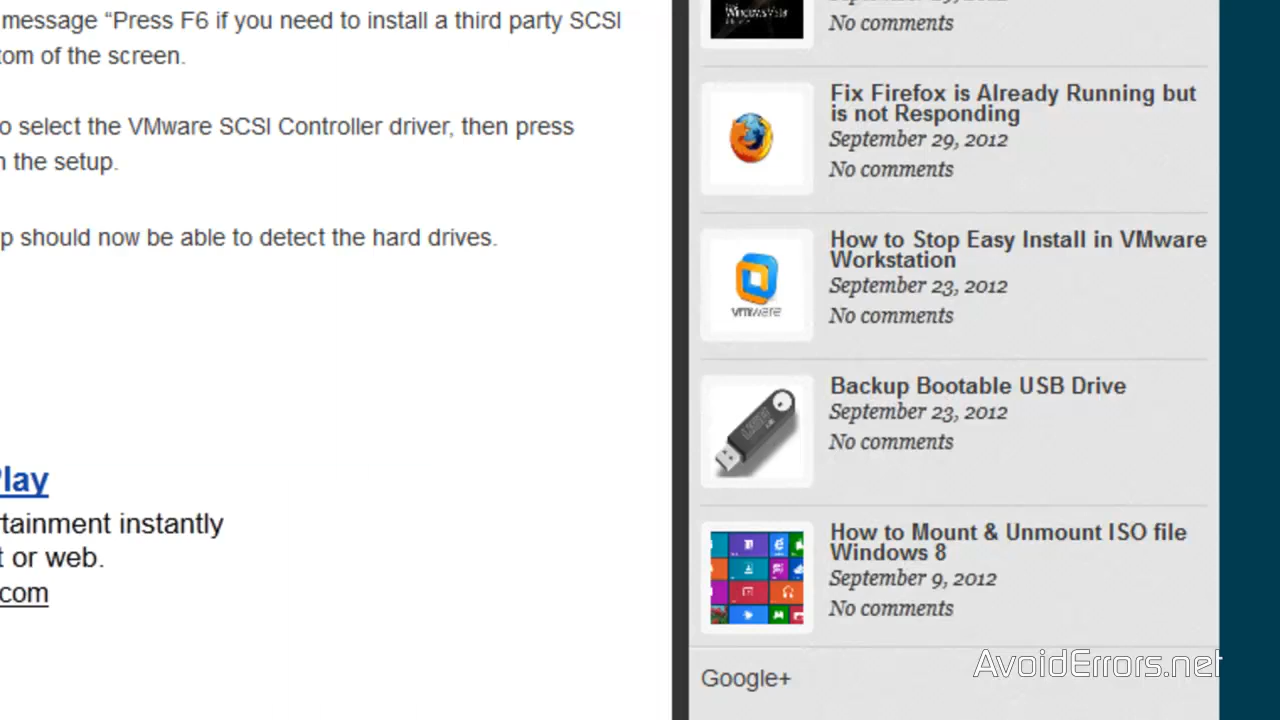 message “Press F6 if you need to install a third party SCSI
om of the screen.
o select the VMware SCSI Controller driver, then press
the setup.
p should now be able to detect the hard drives.
Play
rtainment instantly
t or web.
.com
Windows Vista
No comments
Fix Firefox is Already Running but
is not Responding
September 29, 2012
No comments
vmware
How to Stop Easy Install in VMware
Workstation
September 23, 2012
No comments
Backup Bootable USB Drive
September 23, 2012
No comments
How to Mount & Unmount ISO file
Windows 8
September 9, 2012
No comments
Google+
AvoidErrors.net